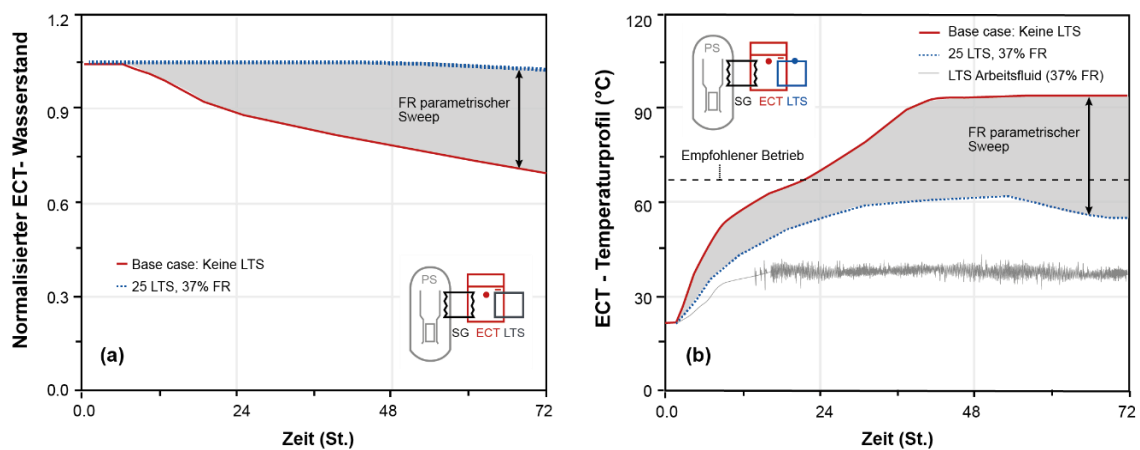 Normalisierter ECT- Wasserstand
1.2
0.9
0.6
0.3
0.0
FR parametrischer
Sweep
Base case: Keine LTS
25 LTS, 37% FR
PS
SG ECT LTS
(a)
0.0 24 48 72
Zeit (St.)
ECT - Temperaturprofil (°C)
120
90
60
30
0
PS
SG ECT LTS
Base case: Keine LTS
25 LTS, 37% FR
LTS Arbeitsfluid (37% FR)
FR parametrischer
Sweep
Empfohlener Betrieb
(b)
0.0 24 48 72
Zeit (St.)